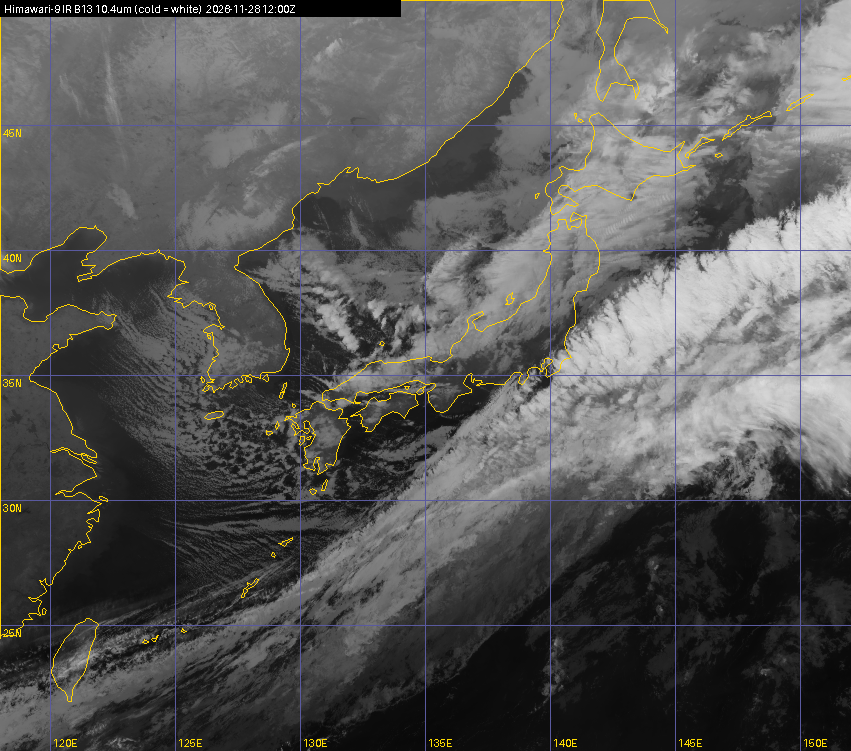 Himawari-9 IR B13 10.4um (cold = white) 2026-11-28 12:00Z
45N
40N
35N
30N
25N
120E 125E 130E 135E 140E 145E 150E